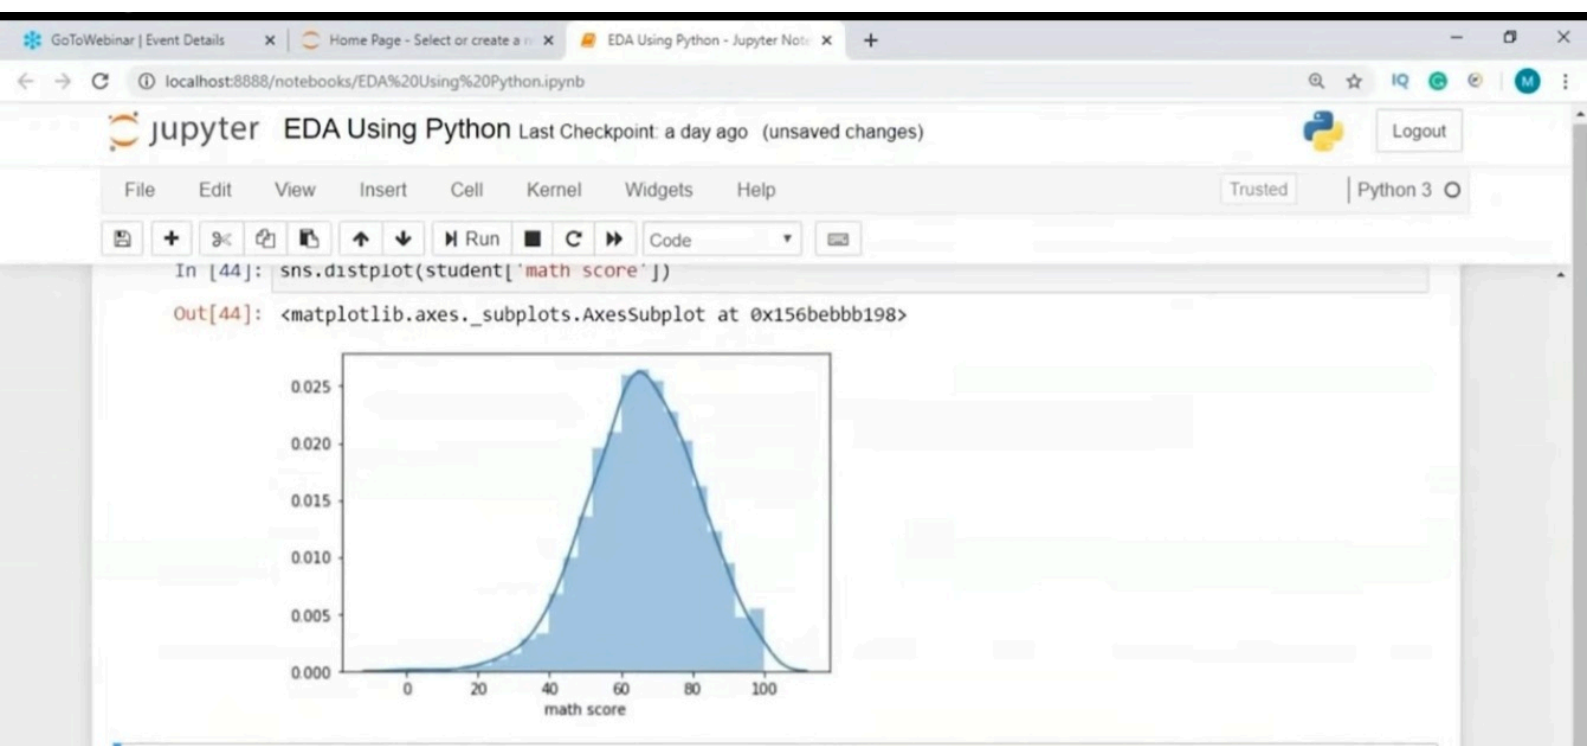 GoToWebinar | Event Details
Home Page - Select or create a n
EDA Using Python - Jupyter Note
localhost:8888/notebooks/EDA%20Using%20Python.ipynb
IQ
M
jupyter EDA Using Python Last Checkpoint: a day ago (unsaved changes)
Logout
File Edit View Insert Cell Kernel Widgets Help
Trusted
Python 3
Run
Code
In [44]: sns.distplot(student['math score'])
Out[44]: <matplotlib.axes._subplots.AxesSubplot at 0x156bebbb198>
0.025
0.020
0.015
0.010
0.005
0.000
0 20 40 60 80 100
math score